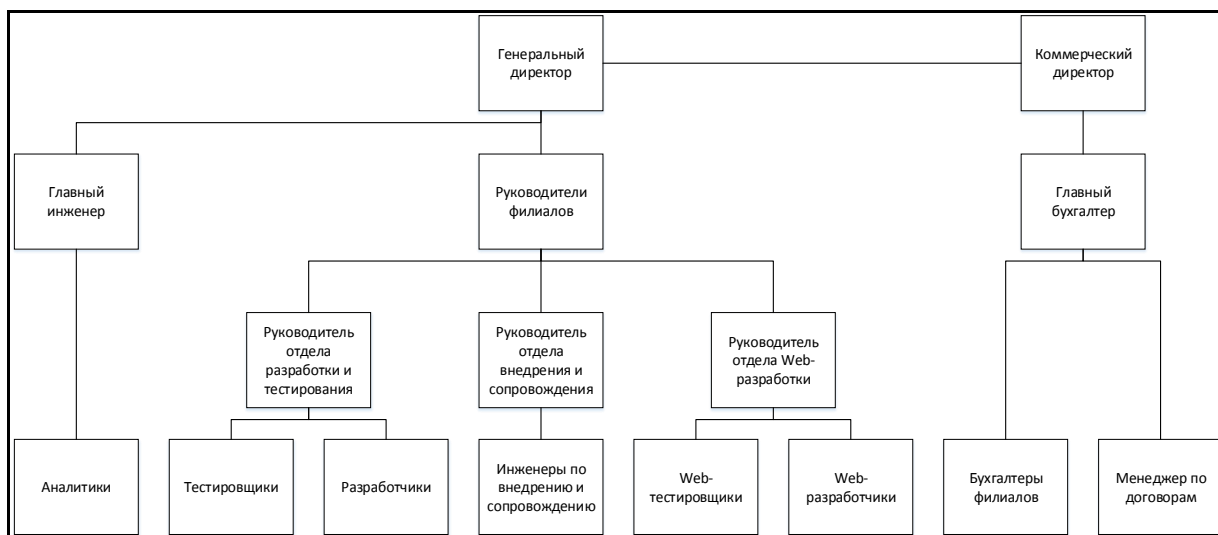 Генеральный
директор
Коммерческий
директор
Главный
инженер
Руководители
филиалов
Главный
бухгалтер
Руководитель
отдела
разработки и
тестирования
Руководитель
отдела
внедрения и
сопровождения
Руководитель
отдела Web-
разработки
Аналитики
Тестировщики
Разработчики
Инженеры по
внедрению и
сопровождению
Web-
тестировщики
Web-
разработчики
Бухгалтеры
филиалов
Менеджер по
договорам